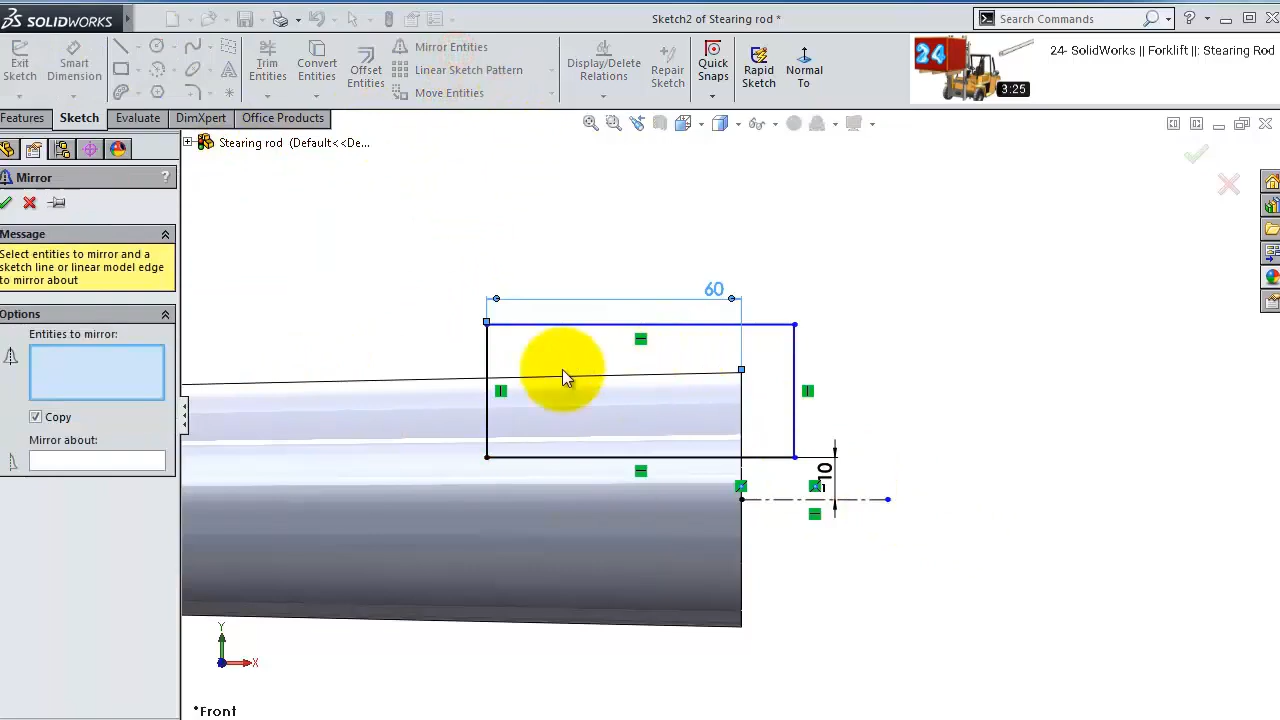 SOLIDWORKS
Sketch2 of Stearing rod *
Search Commands
24
24- SolidWorks || Forklift ||: Stearing Rod
3:25
Exit
Sketch
Smart
Dimension
Trim
Entities
Convert
Entities
Offset
Entities
Mirror Entities
Linear Sketch Pattern
Move Entities
Display/Delete
Relations
Repair
Sketch
Quick
Snaps
Rapid
Sketch
Normal
To
Features
Sketch
Evaluate
DimXpert
Office Products
Stearing rod (Default<<De...
Mirror
?
Message
Select entities to mirror and a
sketch line or linear model edge
to mirror about
Options
Entities to mirror:
Copy
Mirror about:
60
10
1
Y
X
*Front